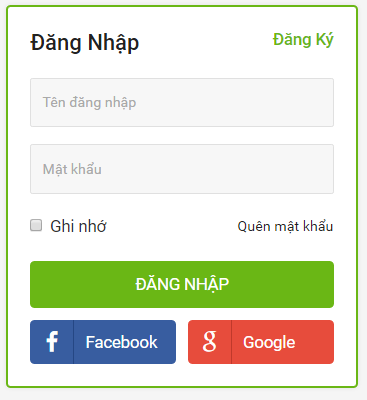 Đăng Nhập
Đăng Ký
Tên đăng nhập
Mật khẩu
Ghi nhớ
Quên mật khẩu
ĐĂNG NHẬP
Facebook
Google